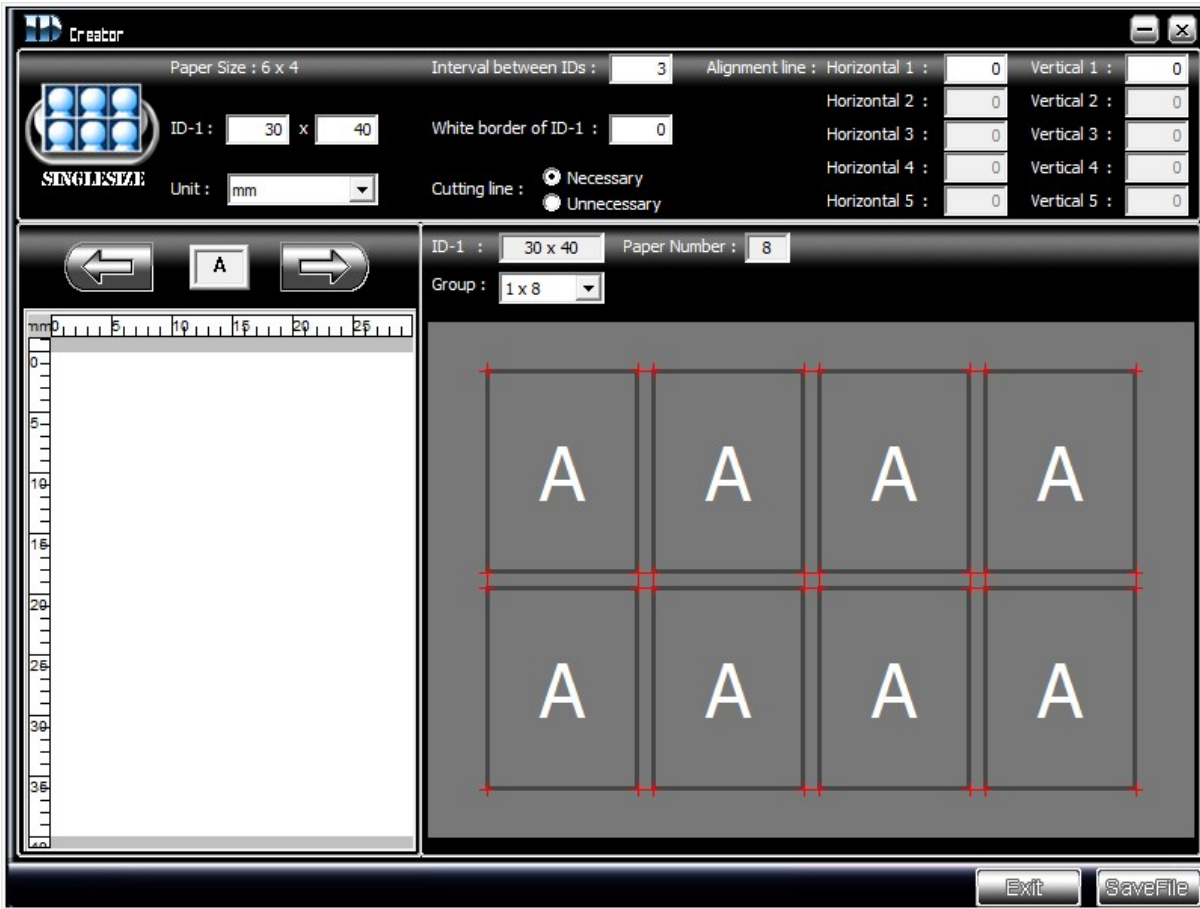 ID Creator
Paper Size : 6 x 4
Interval between IDs : 3
Alignment line : Horizontal 1 : 0 Vertical 1 : 0
Horizontal 2 : 0 Vertical 2 : 0
ID-1 : 30 x 40
White border of ID-1 : 0
Horizontal 3 : 0 Vertical 3 : 0
SINGLESIZE
Unit : mm
Cutting line : Necessary
Unnecessary
Horizontal 4 : 0 Vertical 4 : 0
Horizontal 5 : 0 Vertical 5 : 0
A
ID-1 : 30 x 40 Paper Number : 8
Group : 1 x 8
mm 0 5 10 15 20 25
0
5
10
15
20
25
30
35
40
A A A A
A A A A
Exit SaveFile